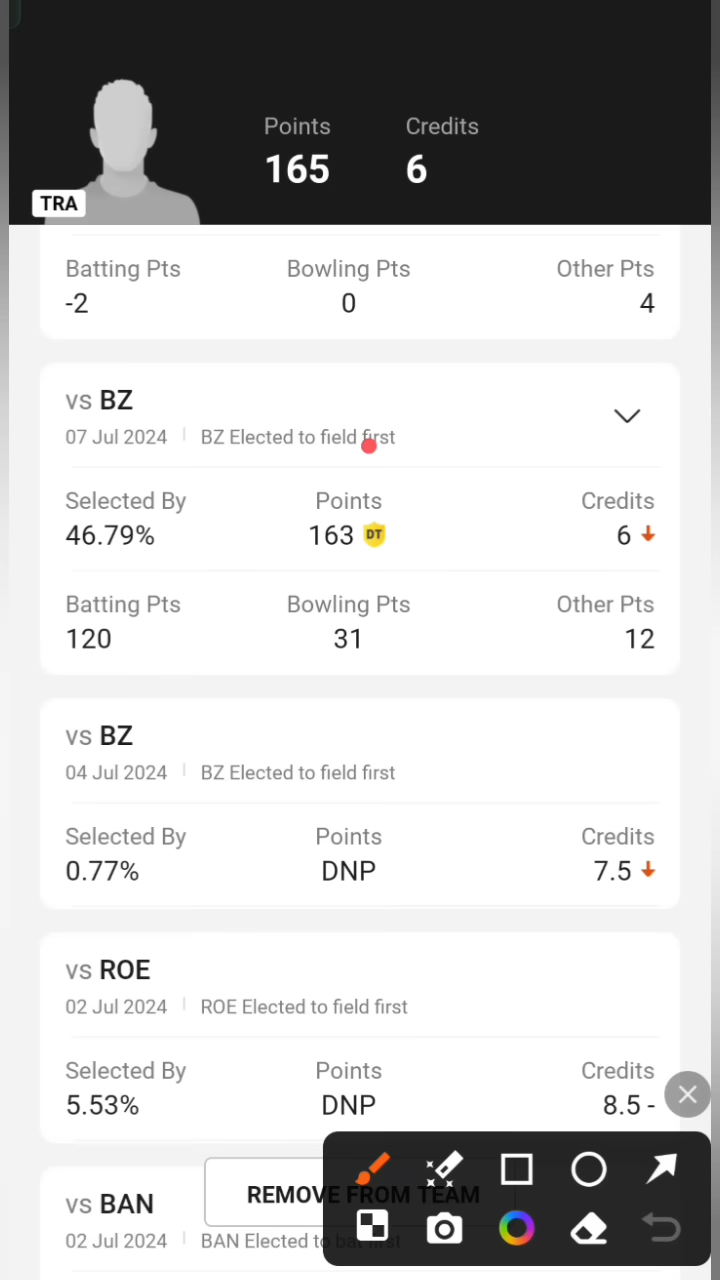 Points Credits
165 6
TRA
Batting Pts Bowling Pts Other Pts
-2 0 4
vs BZ
07 Jul 2024 BZ Elected to field first
Selected By Points Credits
46.79% 163 DT 6
Batting Pts Bowling Pts Other Pts
120 31 12
vs BZ
04 Jul 2024 BZ Elected to field first
Selected By Points Credits
0.77% DNP 7.5
vs ROE
02 Jul 2024 ROE Elected to field first
Selected By Points Credits
5.53% DNP 8.5 -
REMOVE FROM TEAM
vs BAN
02 Jul 2024 BAN Elected to bat first